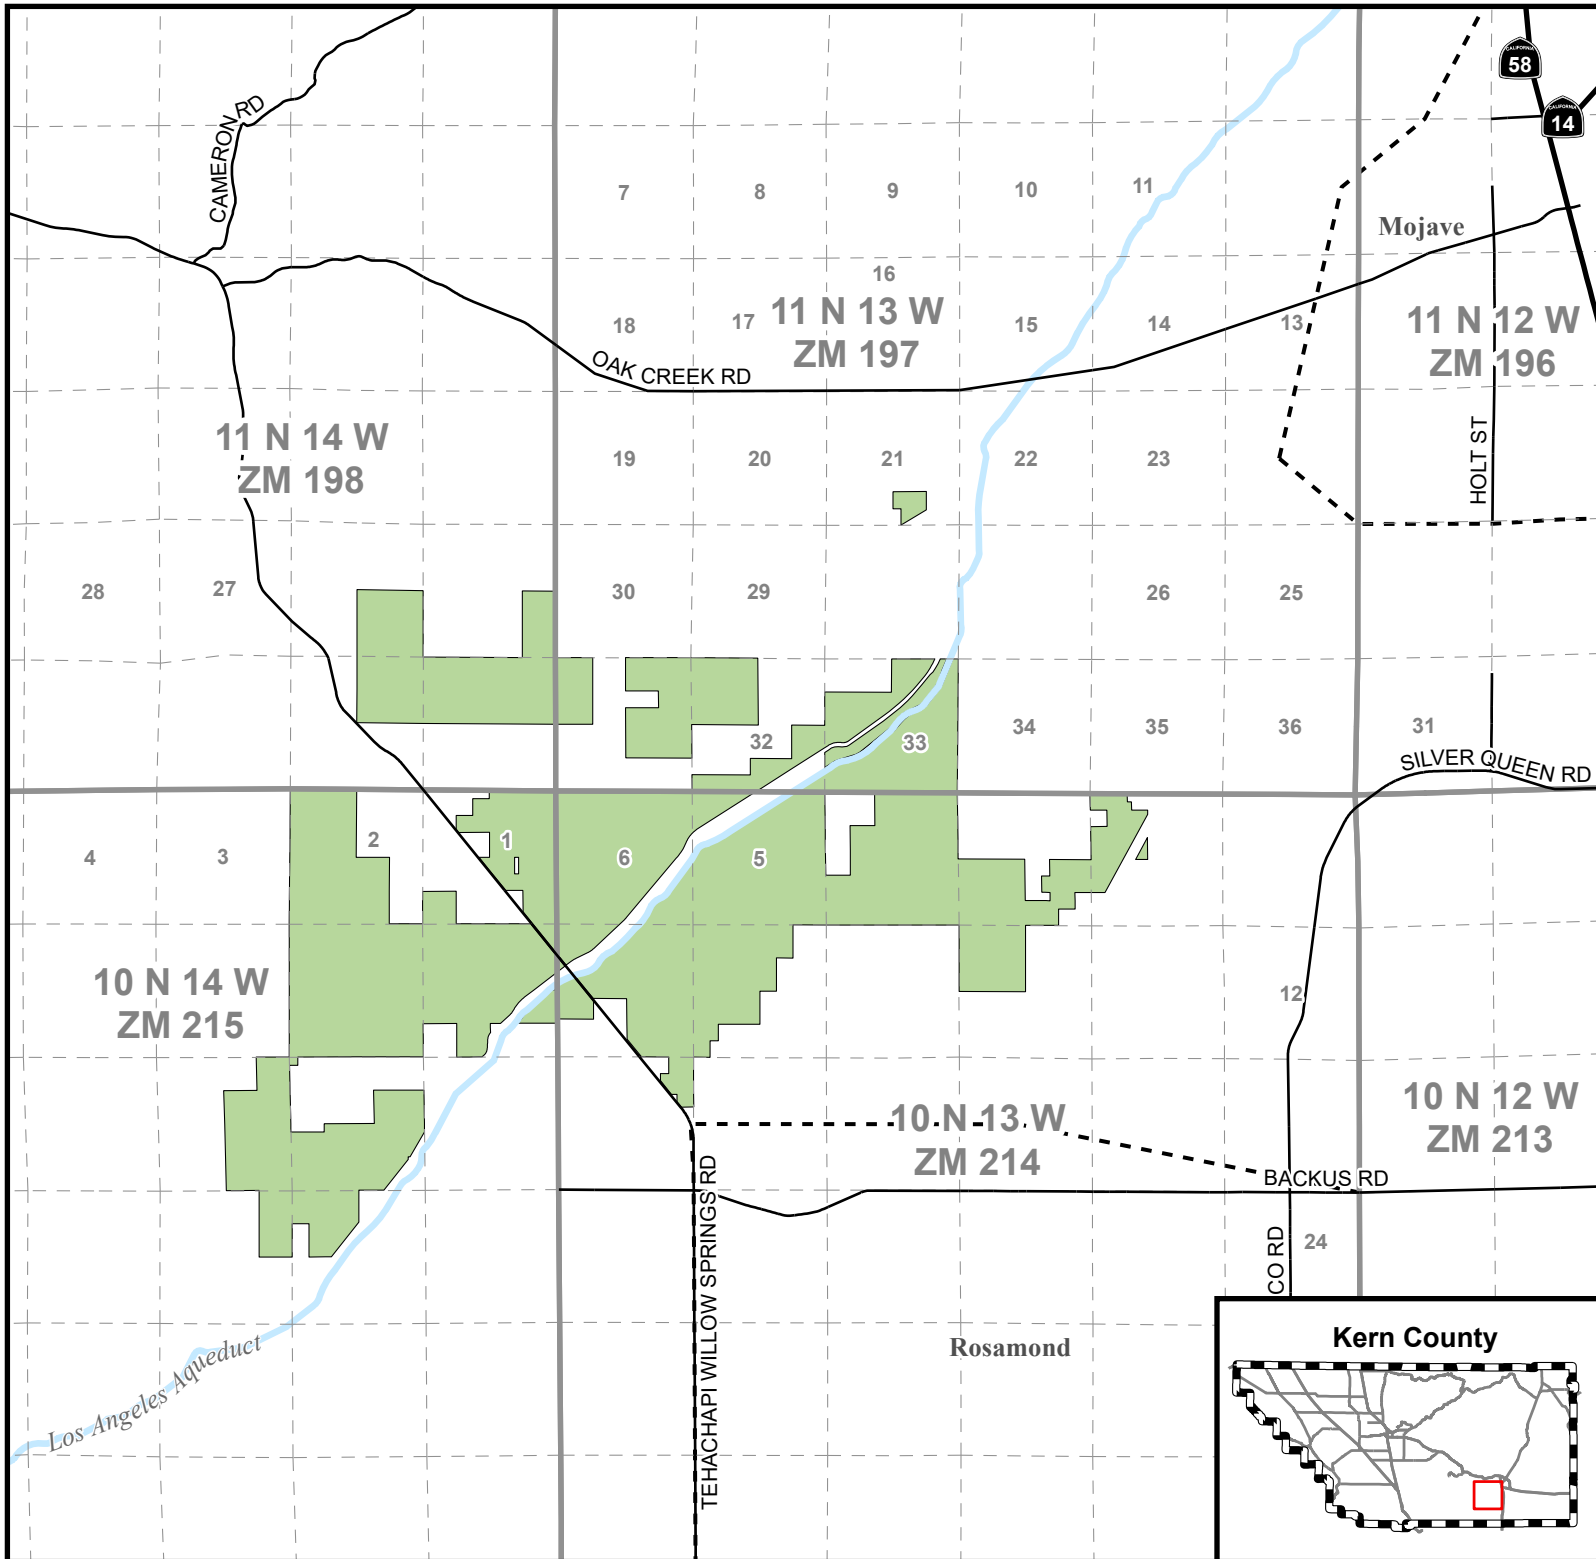 CALIFORNIA
58
CALIFORNIA
14
CAMERON RD
7
8
9
10
11
Mojave
16
18
17
11 N 13 W
ZM 197
15
14
13
11 N 12 W
ZM 196
OAK CREEK RD
11 N 14 W
ZM 198
19
20
21
22
23
HOLT ST
28
27
30
29
26
25
32
33
34
35
36
31
SILVER QUEEN RD
4
3
2
1
6
5
10 N 14 W
ZM 215
12
10 N 13 W
ZM 214
10 N 12 W
ZM 213
BACKUS RD
TEHACHAPI WILLOW SPRINGS RD
CO RD
24
Los Angeles Aqueduct
Rosamond
Kern County